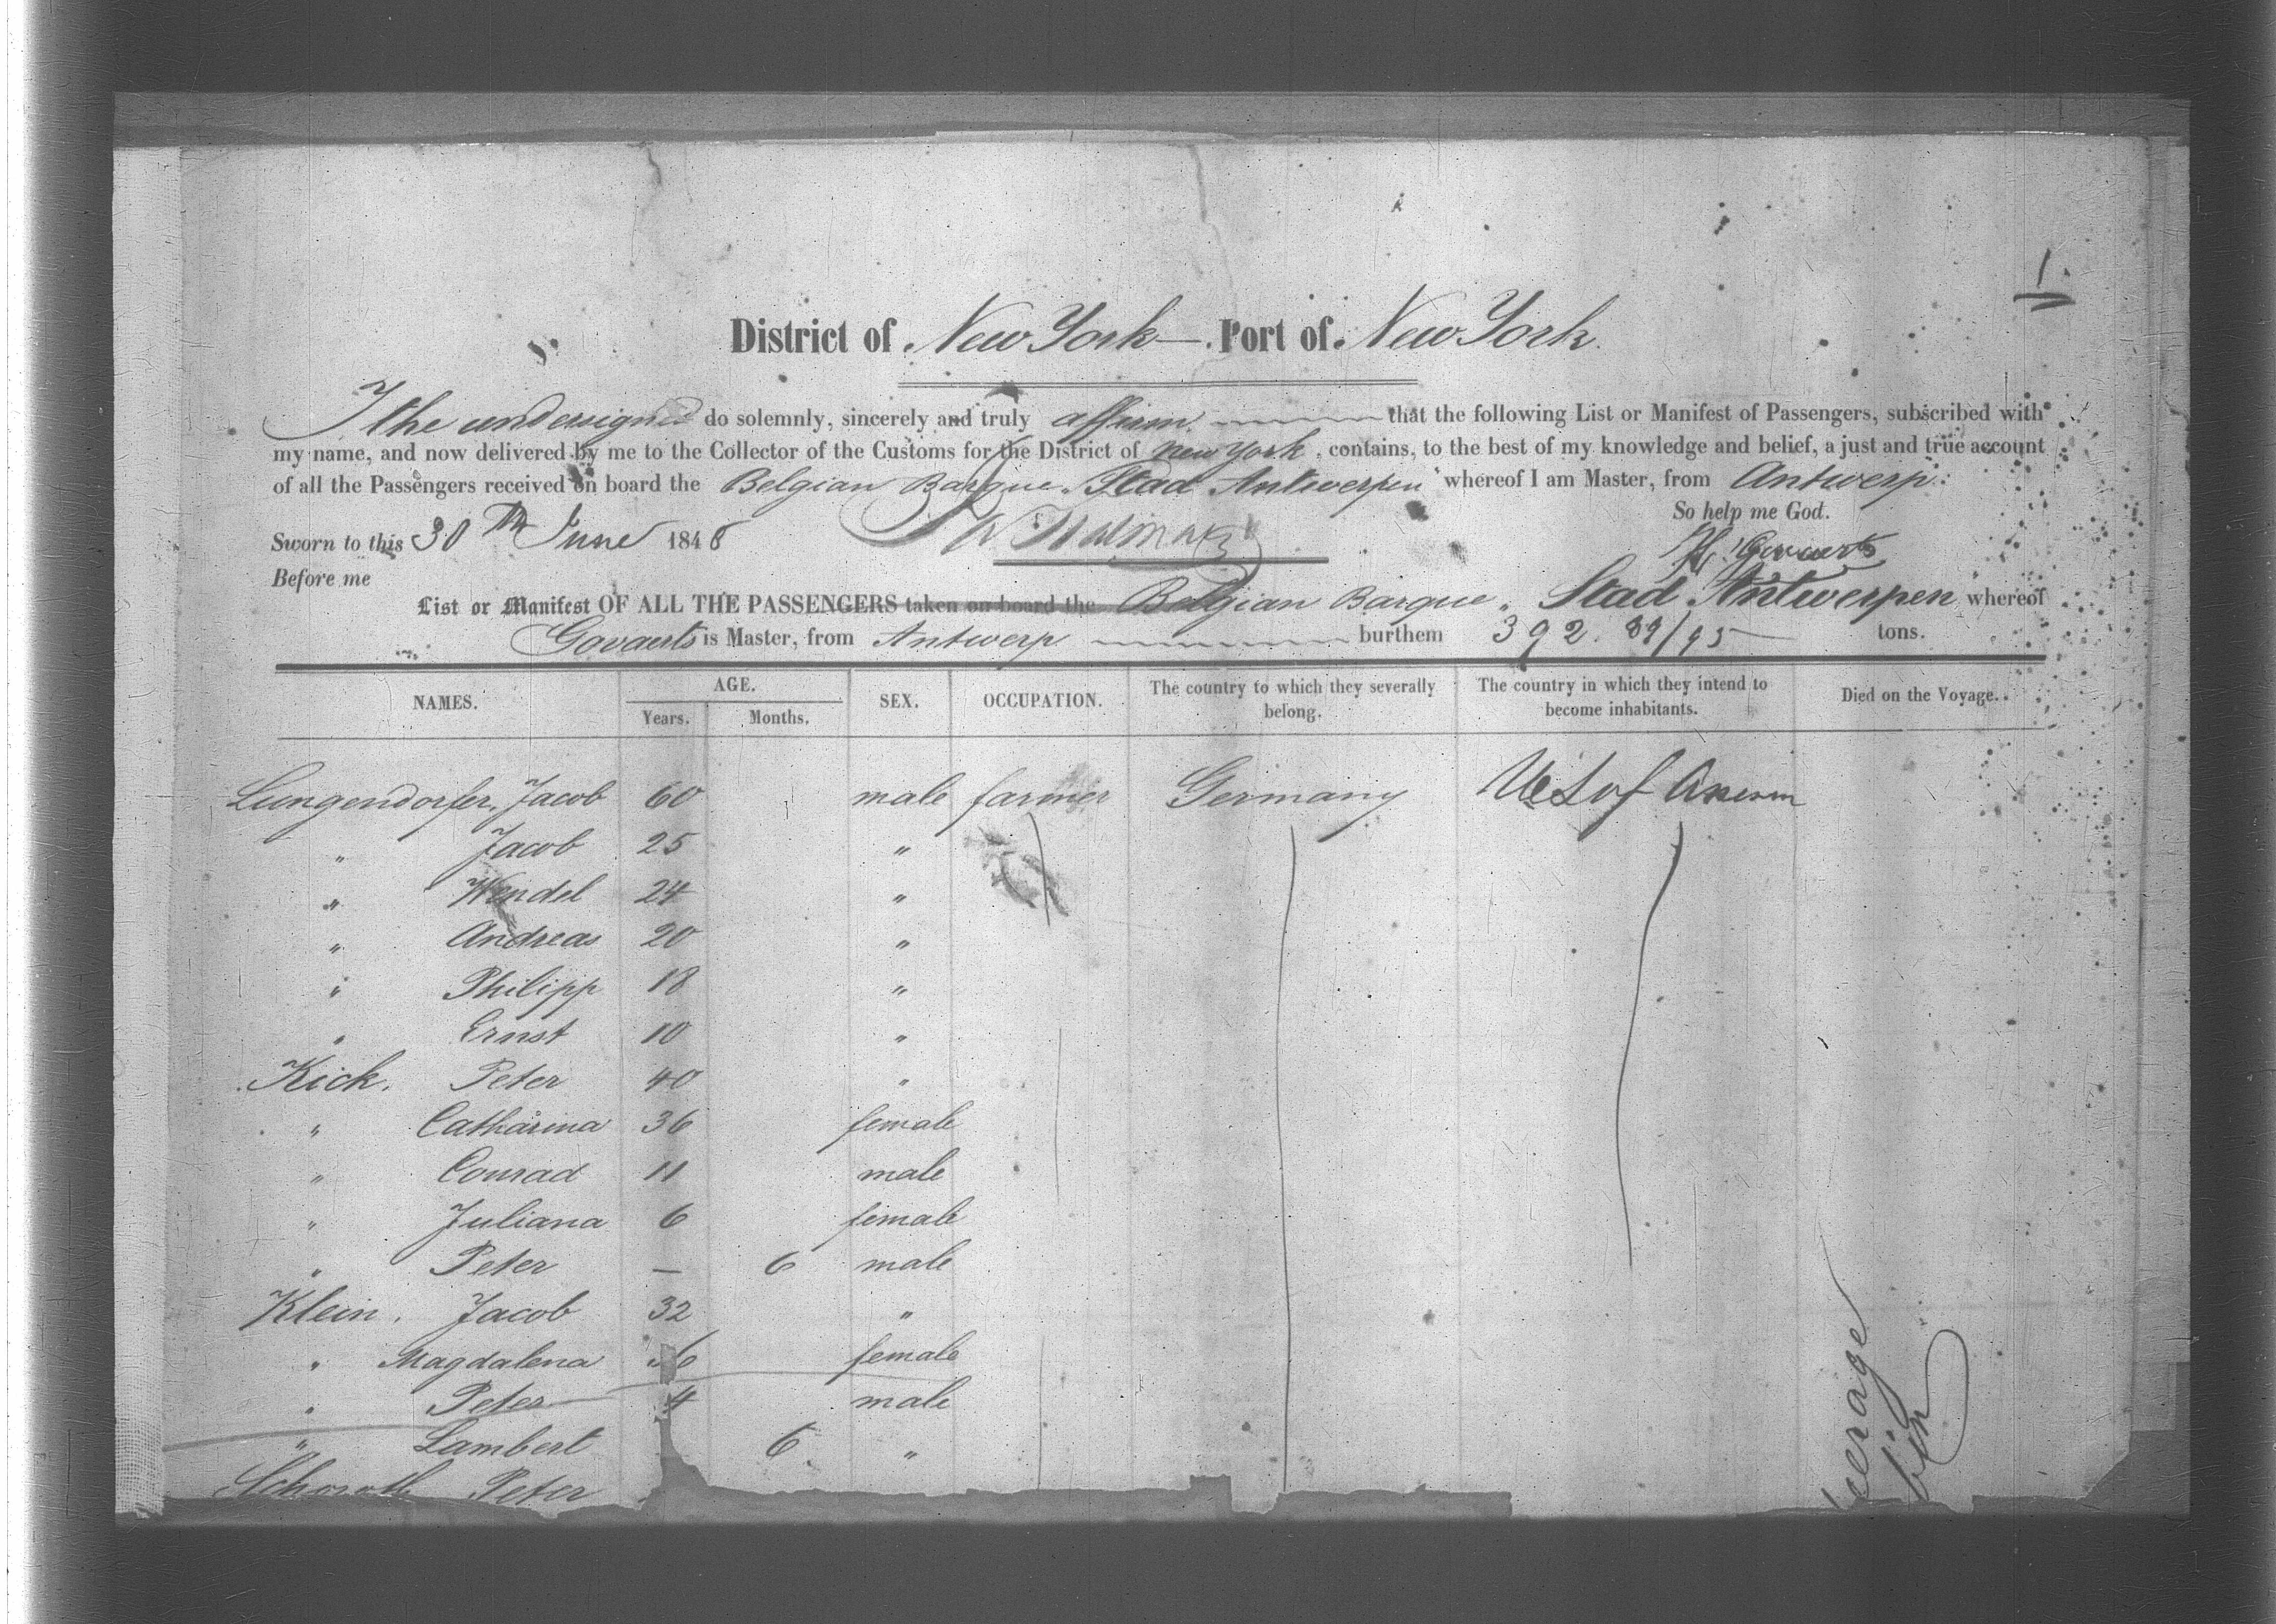 1.
District of New York — Port of New York.
I the undersigned do solemnly, sincerely and truly affirm that the following List or Manifest of Passengers, subscribed with
my name, and now delivered by me to the Collector of the Customs for the District of New York, contains, to the best of my knowledge and belief, a just and true account
of all the Passengers received on board the Belgian Barque „Stad Antwerpen" whereof I am Master, from Antwerp.
So help me God.
Sworn to this 30th June 1848
Govaerts
Before me
List or Manifest OF ALL THE PASSENGERS taken on board the Belgian Barque „Stad Antwerpen whereof
Govaerts is Master, from Antwerp burthem 392. 89/95 tons.
NAMES. AGE. Years. Months. SEX. OCCUPATION. The country to which they severally belong. The country in which they intend to become inhabitants. Died on the Voyage.
Lungendorfer, Jacob 60 male farmer Germany
" Jacob 25 "
" Wendel 24 "
" Andreas 20 "
" Philipp 18 "
" Ernst 10 "
Kick. Peter 40 "
" Catharina 36 female
" Conrad 11 male
" Juliana 6 female
" Peter — 6 male
Klein. Jacob 32 "
" Magdalena female
" Peter 4 male
" Lambert 6 "
Peter